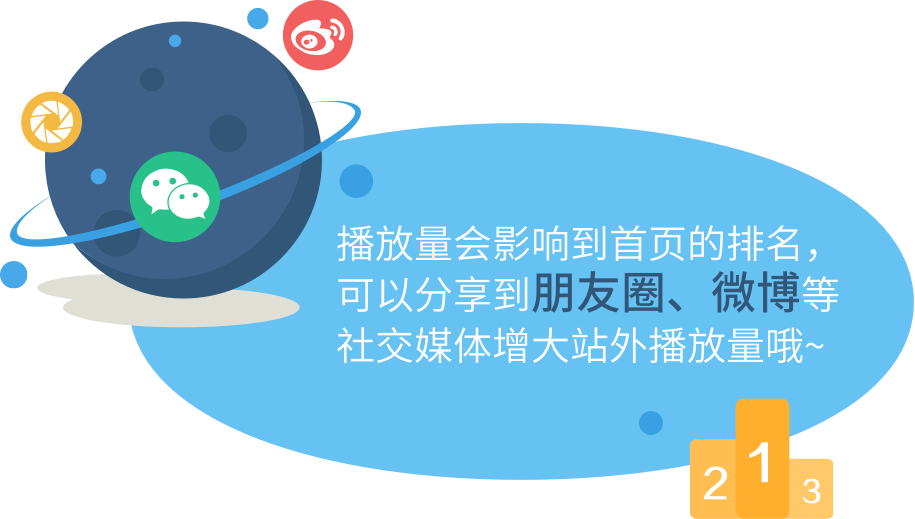 播放量会影响到首页的排名，
可以分享到朋友圈、微博等
社交媒体增大站外播放量哦~
2
1
3